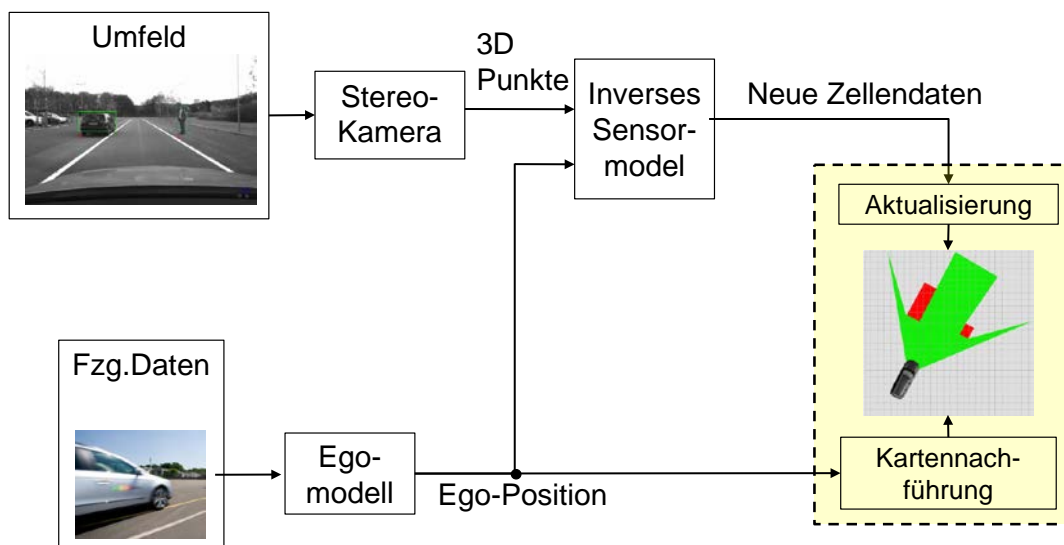 Umfeld
Stereo-
Kamera
3D
Punkte
Inverses
Sensor-
model
Neue Zellendaten
Aktualisierung
Fzg.Daten
Ego-
modell
Ego-Position
Kartennach-
führung